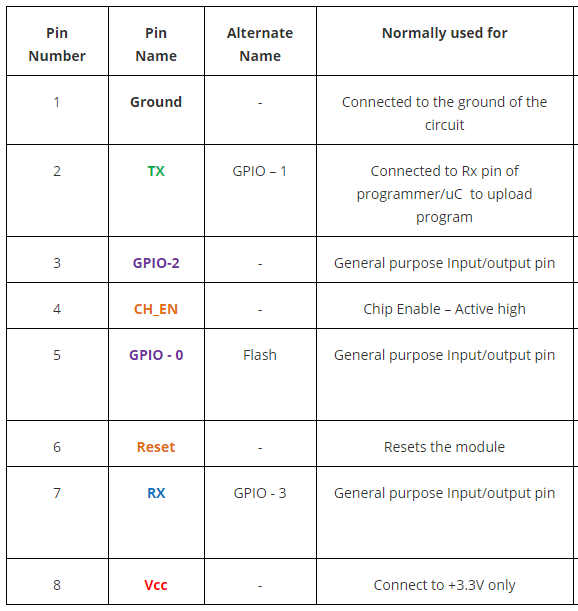 Pin Number | Pin Name | Alternate Name | Normally used for
1 | Ground | - | Connected to the ground of the circuit
2 | TX | GPIO – 1 | Connected to Rx pin of programmer/uC  to upload program
3 | GPIO-2 | - | General purpose Input/output pin
4 | CH_EN | - | Chip Enable – Active high
5 | GPIO - 0 | Flash | General purpose Input/output pin
6 | Reset | - | Resets the module
7 | RX | GPIO - 3 | General purpose Input/output pin
8 | Vcc | - | Connect to +3.3V only